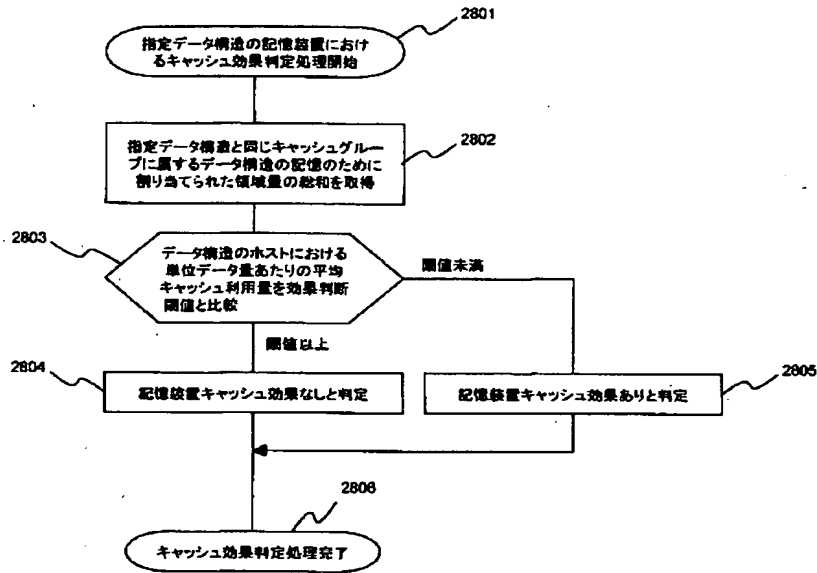 2801
指定データ構造の記憶装置におけ
るキャッシュ効果判定処理開始
指定データ構造と同じキャッシュグルー
プに属するデータ構造の記憶のために
割り当てられた領域量の総和を取得
2802
2803
データ構造のホストにおける
単位データ量あたりの平均
キャッシュ利用量を効果判断
閾値と比較
閾値未満
閾値以上
2804
記憶装置キャッシュ効果なしと判定
記憶装置キャッシュ効果ありと判定
2805
2806
キャッシュ効果判定処理完了